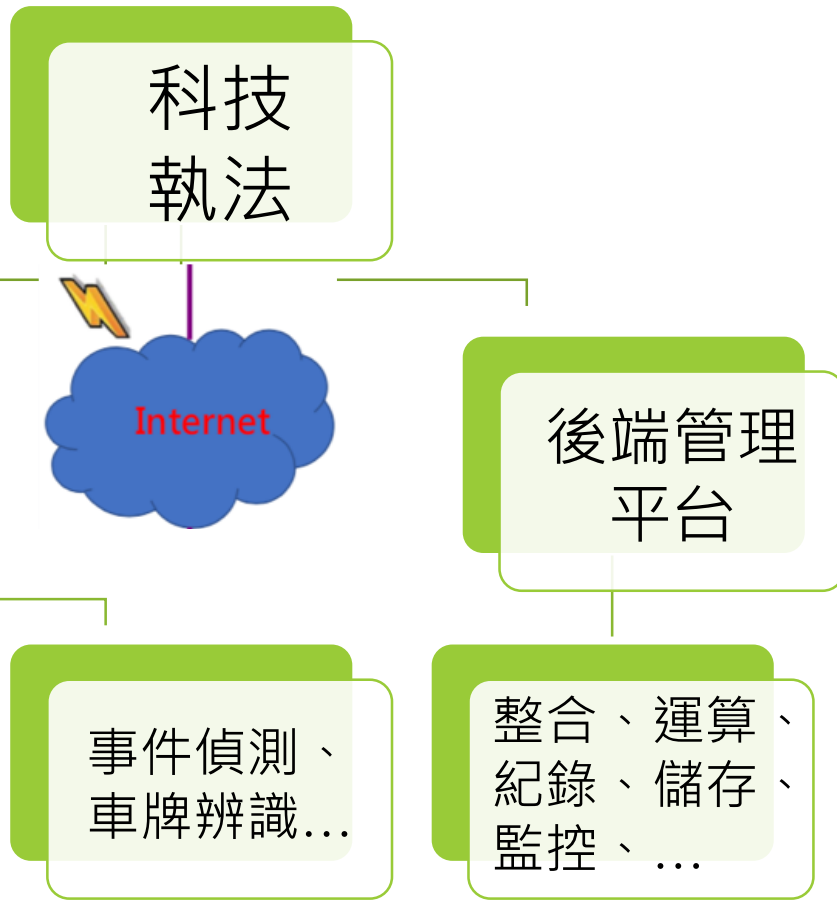 科技
執法
Internet
後端管理
平台
事件偵測、
車牌辨識...
整合、運算、
紀錄、儲存、
監控、...